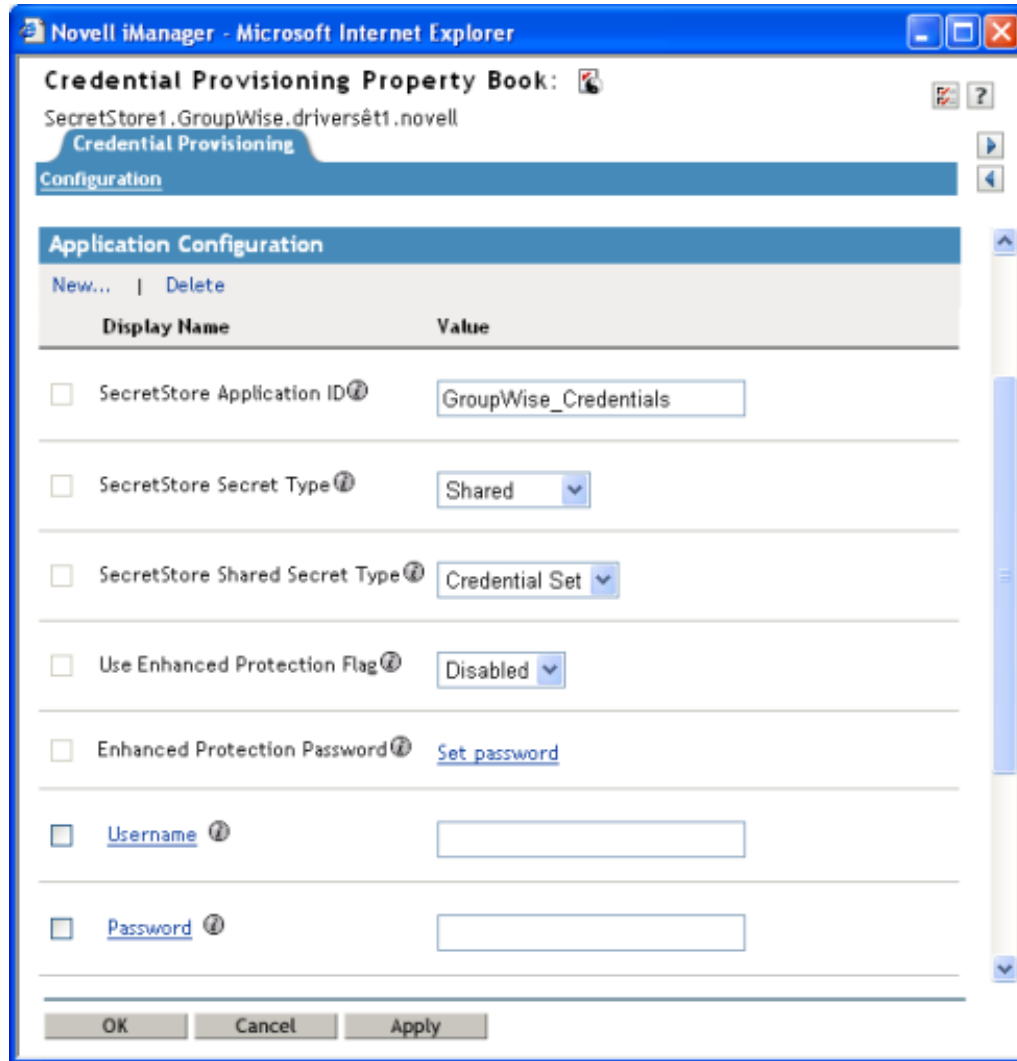 Novell iManager - Microsoft Internet Explorer
Credential Provisioning Property Book:
SecretStore1.GroupWise.driversêt1.novell
Credential Provisioning
Configuration
Application Configuration
New... | Delete
Display Name Value
SecretStore Application ID GroupWise_Credentials
SecretStore Secret Type Shared
SecretStore Shared Secret Type Credential Set
Use Enhanced Protection Flag Disabled
Enhanced Protection Password Set password
Username
Password
OK Cancel Apply